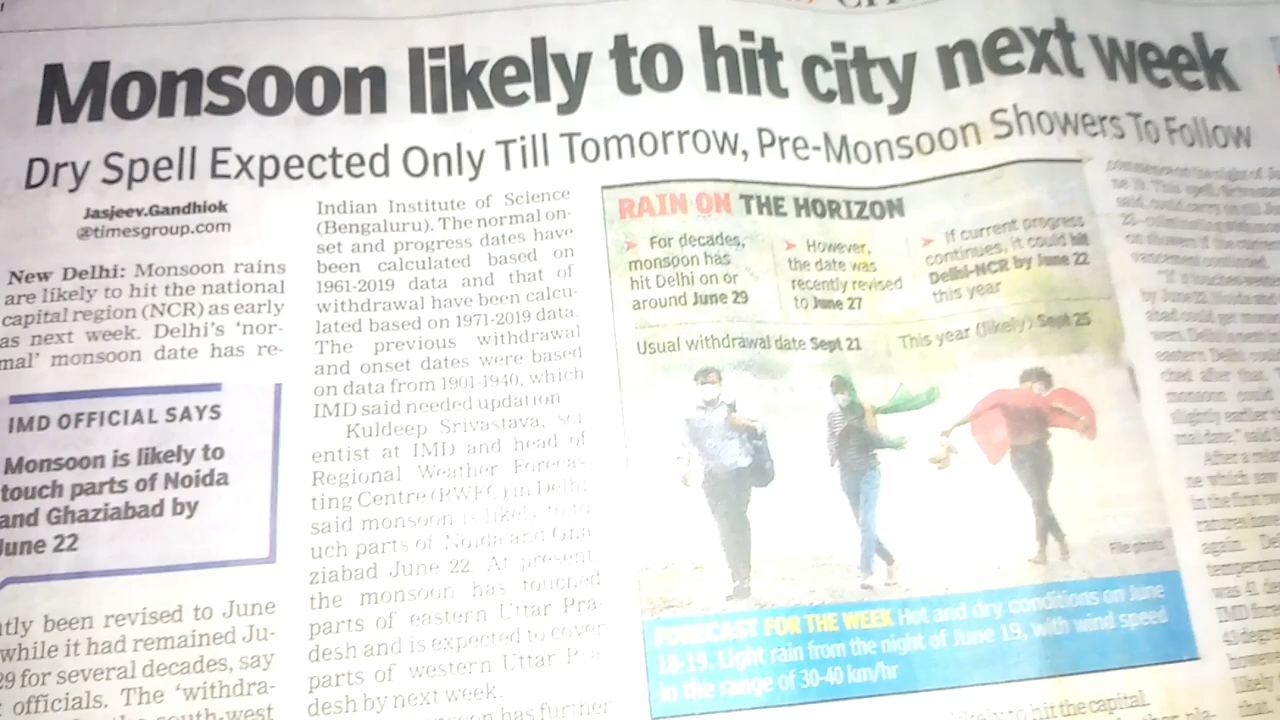 Monsoon likely to hit city next week
Dry Spell Expected Only Till Tomorrow, Pre-Monsoon Showers To Follow
Jasjeev.Gandhiok
@timesgroup.com
New Delhi: Monsoon rains
are likely to hit the national
capital region (NCR) as early
as next week. Delhi's 'nor-
mal' monsoon date has re-
IMD OFFICIAL SAYS
Monsoon is likely to
touch parts of Noida
and Ghaziabad by
June 22
ntly been revised to June
while it had remained Ju-
29 for several decades, say
officials. The 'withdra-
south-west
Indian Institute of Science
(Bengaluru). The normal on-
set and progress dates have
been calculated based on
1961-2019 data and that of
withdrawal have been calcu-
lated based on 1971-2019 data.
The previous withdrawal
and onset dates were based
on data from 1901-1940, which
IMD said needed updation
Kuldeep Srivastava, sci
entist at IMD and head of
Regional Weather Forecas
ting Centre (RWFC) in Delhi
said monsoon is likely to to
uch parts of Noida and Gha
ziabad June 22. At present
the monsoon has touched
parts of eastern Uttar Pra-
desh and is expected to cover
parts of western Uttar Pra
desh by next week.
has further
RAIN ON THE HORIZON
➤ For decades,
monsoon has
hit Delhi on or
around June 29
➤ However,
the date was
recently revised
to June 27
➤ If current progress
continues, it could hit
Delhi-NCR by June 22
this year
Usual withdrawal date Sept 21
This year (likely) Sept 25
File photo
FORECAST FOR THE WEEK Hot and dry conditions on June
18-19. Light rain from the night of June 19, with wind speed
in the range of 30-40 km/hr
likely to hit the capital.